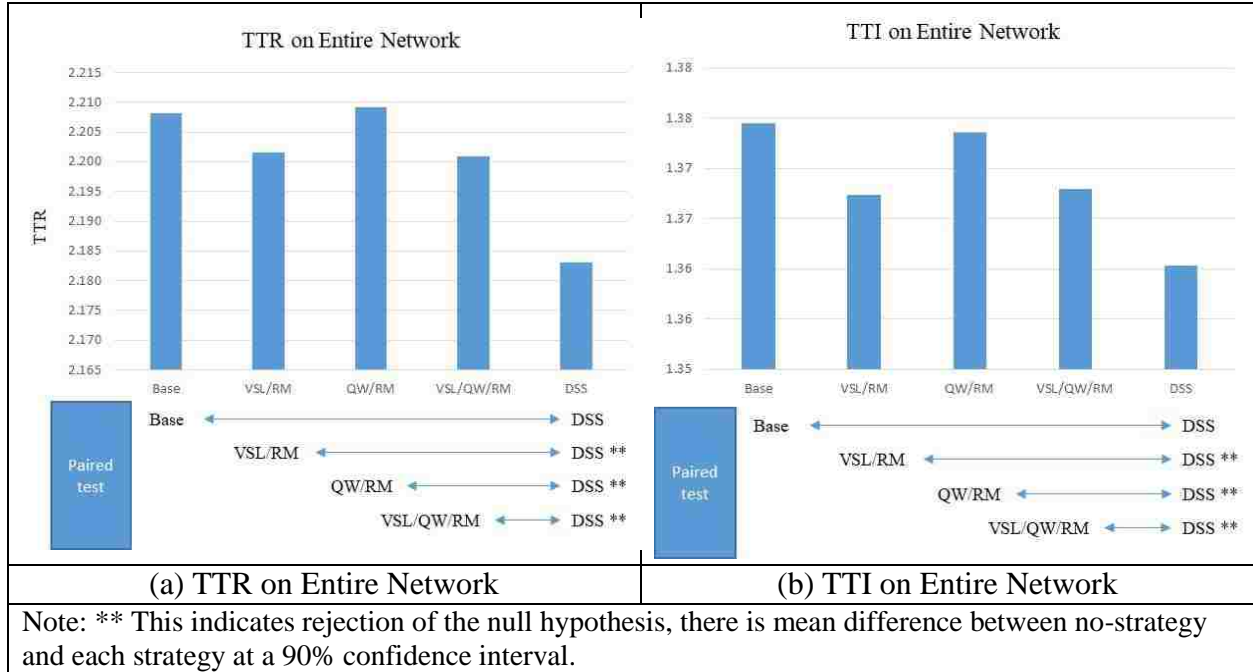 TTR on Entire Network
2.215
2.210
2.205
2.200
2.195
2.190
2.185
2.180
2.175
2.170
2.165
TTR
Base VSL/RM QW/RM VSL/QW/RM DSS
Paired
test
Base DSS
VSL/RM DSS **
QW/RM DSS **
VSL/QW/RM DSS **
TTI on Entire Network
1.38
1.38
1.37
1.37
1.36
1.36
1.35
Base VSL/RM QW/RM VSL/QW/RM DSS
Paired
test
Base DSS
VSL/RM DSS **
QW/RM DSS **
VSL/QW/RM DSS **
(a) TTR on Entire Network
(b) TTI on Entire Network
Note: ** This indicates rejection of the null hypothesis, there is mean difference between no-strategy
and each strategy at a 90% confidence interval.